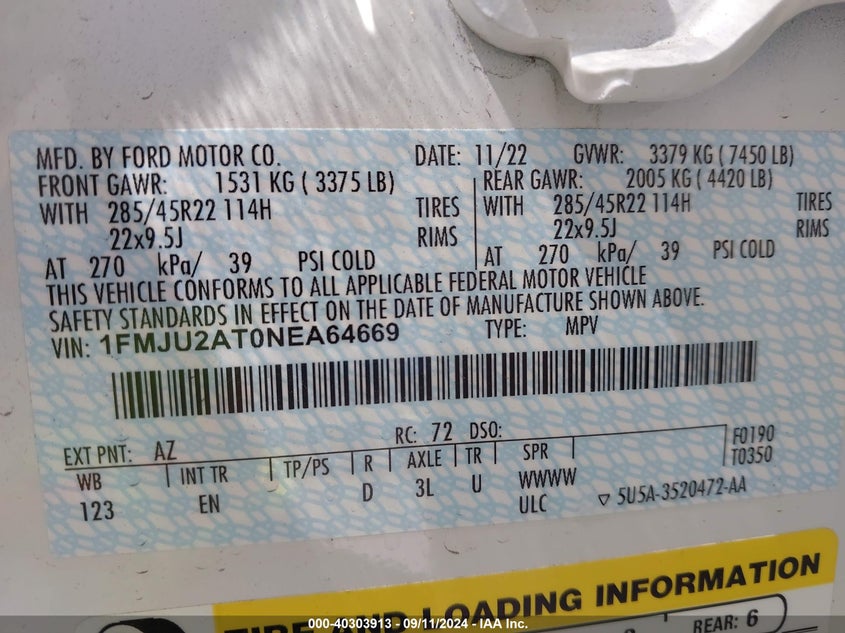 MFD. BY FORD MOTOR CO. DATE: 11/22 GVWR: 3379 KG ( 7450 LB)
FRONT GAWR: 1531 KG ( 3375 LB) REAR GAWR: 2005 KG ( 4420 LB)
WITH 285/45R22 114H TIRES WITH 285/45R22 114H TIRES
22x9.5J RIMS 22x9.5J RIMS
AT 270 kPa/ 39 PSI COLD AT 270 kPa/ 39 PSI COLD
THIS VEHICLE CONFORMS TO ALL APPLICABLE FEDERAL MOTOR VEHICLE
SAFETY STANDARDS IN EFFECT ON THE DATE OF MANUFACTURE SHOWN ABOVE.
VIN: 1FMJU2AT0NEA64669 TYPE: MPV
EXT PNT: AZ RC: 72 DSO: F0190
WB INT TR TP/PS R AXLE TR SPR T0350
123 EN D 3L U WWWW
ULC ▽ 5U5A-3520472-AA
TIRE AND LOADING INFORMATION
REAR: 6
000-40303913 - 09/11/2024 - IAA Inc.